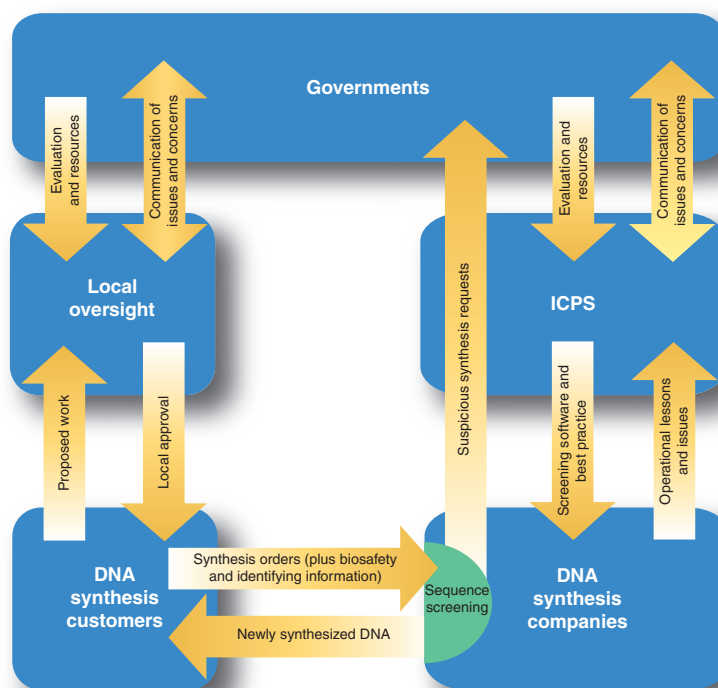 Governments
Evaluation
and resources
Communication of
issues and concerns
Evaluation and
resources
Communication of
issues and concerns
Local
oversight
Suspicious synthesis requests
ICPS
Proposed work
Local approval
Screening software and
best practice
Operational lessons
and issues
DNA
synthesis
customers
Synthesis orders (plus biosafety
and identifying information)
Newly synthesized DNA
Sequence
screening
DNA
synthesis
companies